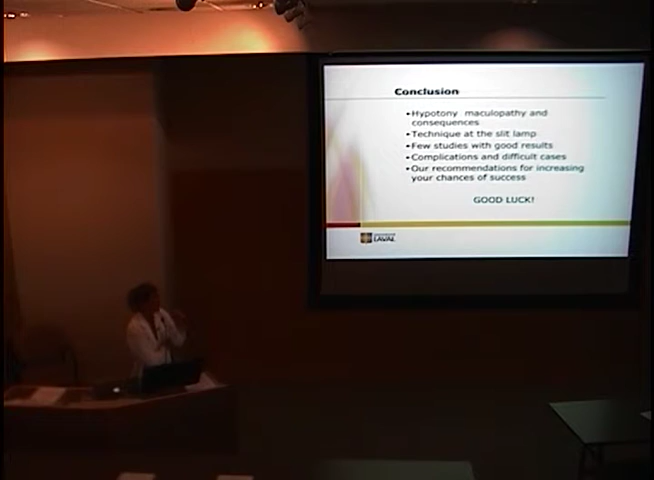 Conclusion
•Hypotony maculopathy and
consequences
•Technique at the slit lamp
•Few studies with good results
•Complications and difficult cases
•Our recommendations for increasing
your chances of success
GOOD LUCK!
LAVAL